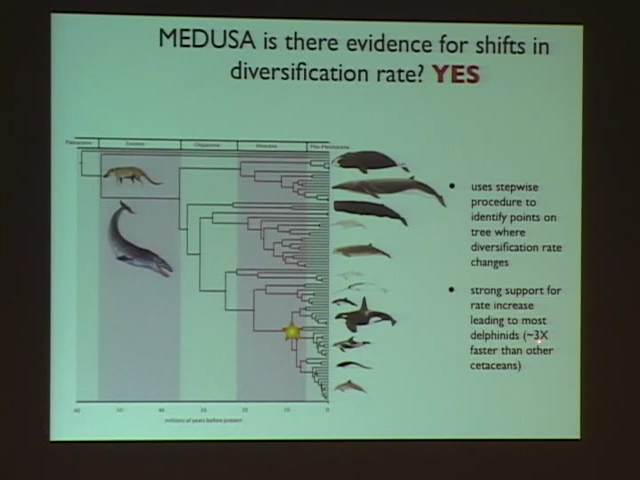 MEDUSA is there evidence for shifts in
diversification rate? YES
Paleocene Eocene Oligocene Miocene Plio-Pleistocene
• uses stepwise
procedure to
identify points on
tree where
diversification rate
changes
• strong support for
rate increase
leading to most
delphinids (~3X
faster than other
cetaceans)
60 50 40 30 20 10 0
millions of years before present